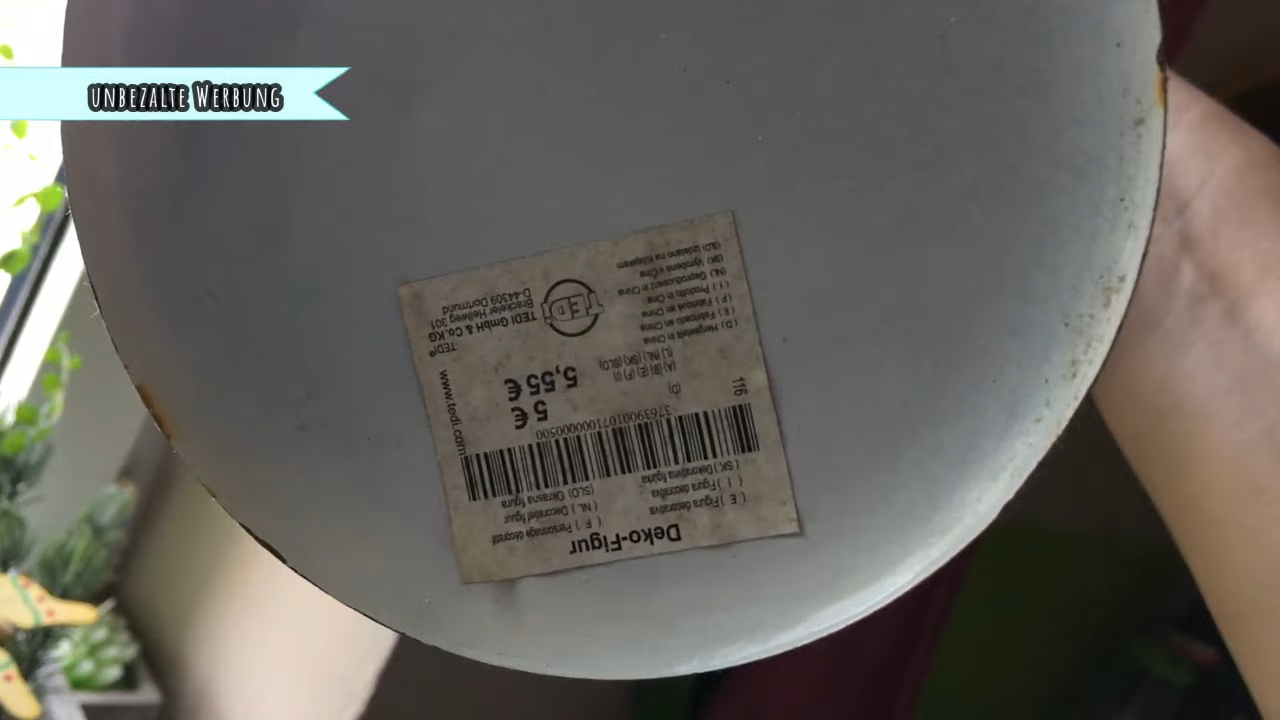 UNBEZALTE WERBUNG
Deko-Figur
( E ) Figura decorativa
( F ) Personnage décoratif
( I ) Figura decorativa
( NL ) Decoratief figuur
( SK ) Dekoratívna figúrka
(SLO) Okrasna figura
116
(D)
5 €
(A) (B) (E) (F) (I)
(L) (NL) (SK) (SLO)
5,55 €
www.tedi.com
( D ) Hergestellt in China
( E ) Fabricado en China
( F ) Fabriqué en Chine
( I ) Prodotto in Cina
( NL ) Geproduceerd in China
( SK ) Vyrobené v Číne
(SLO) Izdelano na Kitajskem
TEDI
TEDI®
TEDI GmbH & Co.KG
Brackeler Hellweg 301
D-44309 Dortmund